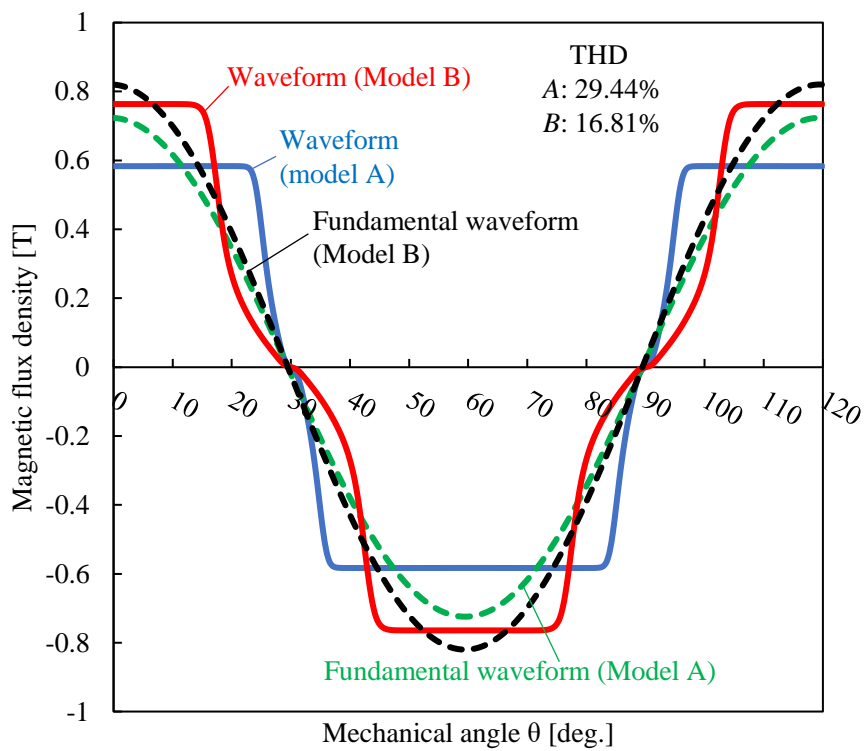 1
0.8
0.6
0.4
0.2
0
-0.2
-0.4
-0.6
-0.8
-1
Magnetic flux density [T]
THD
A: 29.44%
B: 16.81%
Waveform (Model B)
Waveform
(model A)
Fundamental waveform
(Model B)
0 10 20 30 40 50 60 70 80 90 100 110 120
Fundamental waveform (Model A)
Mechanical angle θ [deg.]